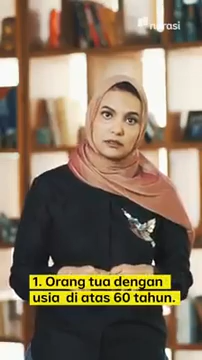 narasi
1. Orang tua dengan
usia di atas 60 tahun.